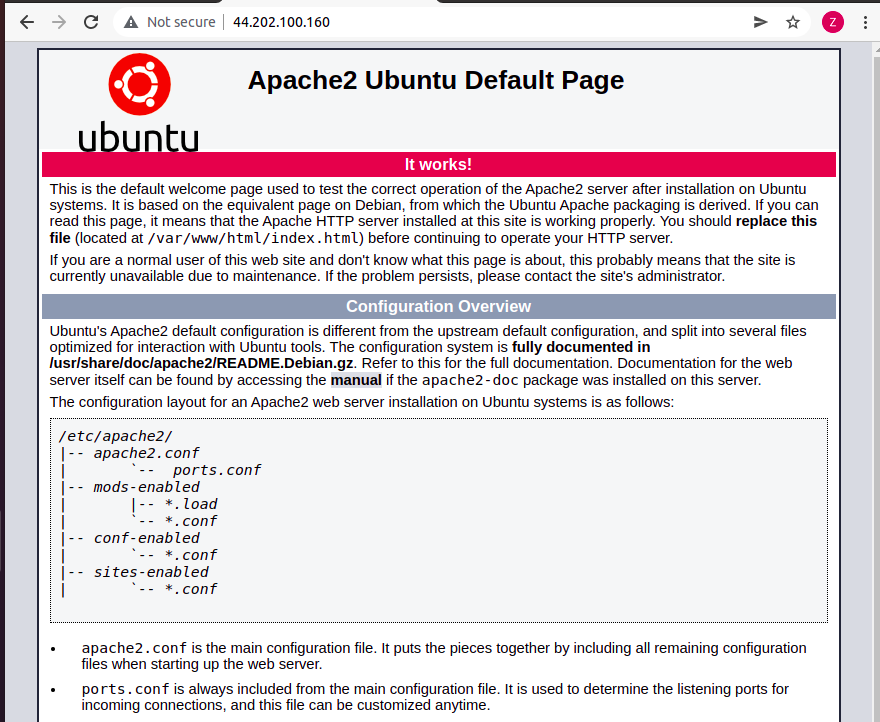 Not secure 44.202.100.160 Z
Apache2 Ubuntu Default Page
ubuntu
It works!
This is the default welcome page used to test the correct operation of the Apache2 server after installation on Ubuntu
systems. It is based on the equivalent page on Debian, from which the Ubuntu Apache packaging is derived. If you can
read this page, it means that the Apache HTTP server installed at this site is working properly. You should replace this
file (located at /var/www/html/index.html) before continuing to operate your HTTP server.
If you are a normal user of this web site and don't know what this page is about, this probably means that the site is
currently unavailable due to maintenance. If the problem persists, please contact the site's administrator.
Configuration Overview
Ubuntu's Apache2 default configuration is different from the upstream default configuration, and split into several files
optimized for interaction with Ubuntu tools. The configuration system is fully documented in
/usr/share/doc/apache2/README.Debian.gz. Refer to this for the full documentation. Documentation for the web
server itself can be found by accessing the manual if the apache2-doc package was installed on this server.
The configuration layout for an Apache2 web server installation on Ubuntu systems is as follows:
/etc/apache2/
|-- apache2.conf
|       `--  ports.conf
|-- mods-enabled
|       |-- *.load
|       `-- *.conf
|-- conf-enabled
|       `-- *.conf
|-- sites-enabled
|       `-- *.conf
• apache2.conf is the main configuration file. It puts the pieces together by including all remaining configuration
files when starting up the web server.
• ports.conf is always included from the main configuration file. It is used to determine the listening ports for
incoming connections, and this file can be customized anytime.